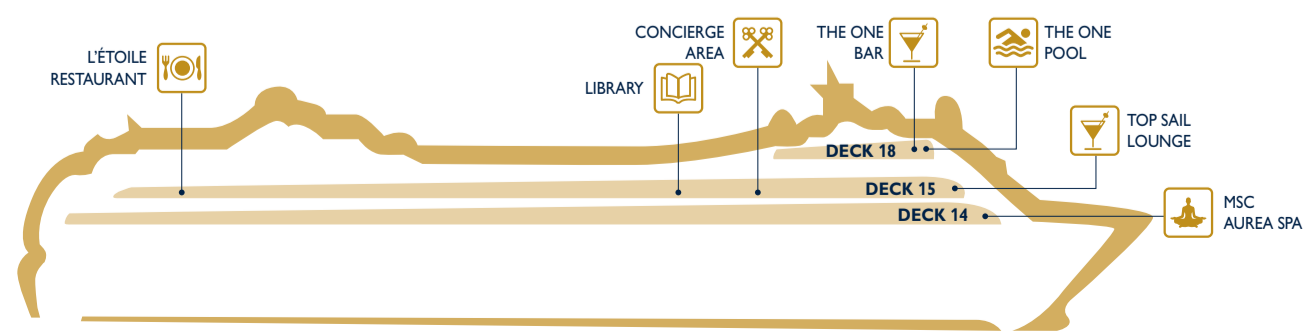 L’ÉTOILE
RESTAURANT
LIBRARY
CONCIERGE
AREA
THE ONE
BAR
THE ONE
POOL
TOP SAIL
LOUNGE
MSC
AUREA SPA
DECK 18
DECK 15
DECK 14